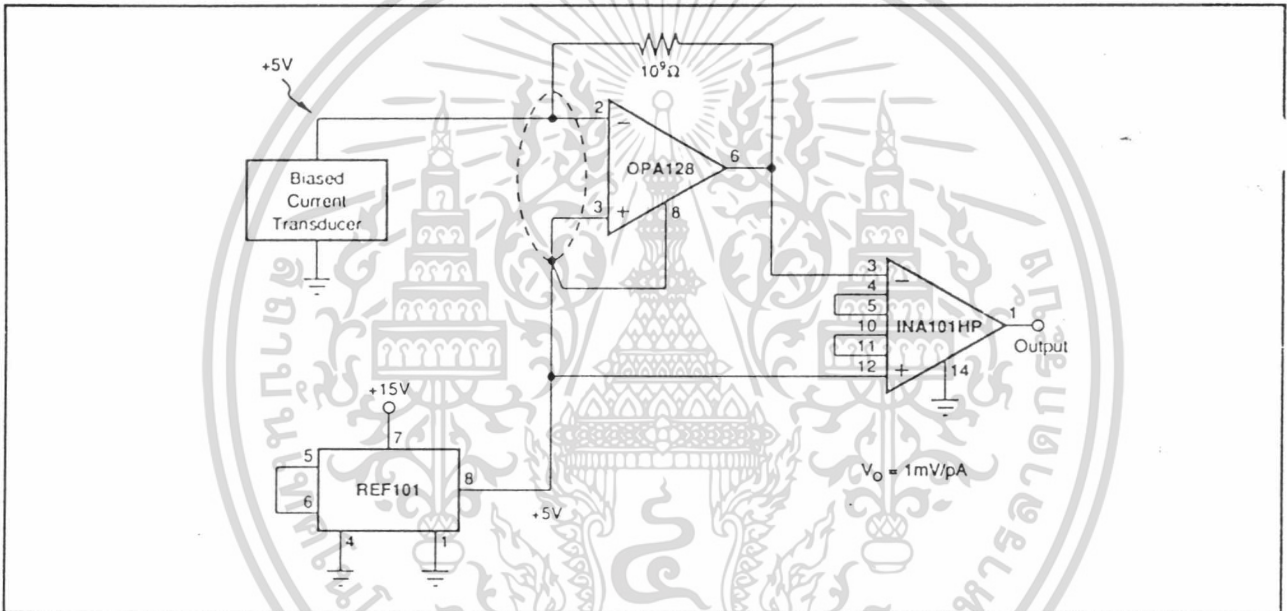 +5V
10⁹Ω
2
−
OPA128
6
3
+
8
Biased
Current
Transducer
3
−
4
5
10
11
12
+
INA101HP
1
Output
14
+15V
7
5
6
REF101
8
+5V
4
1
V_O = 1mV/pA